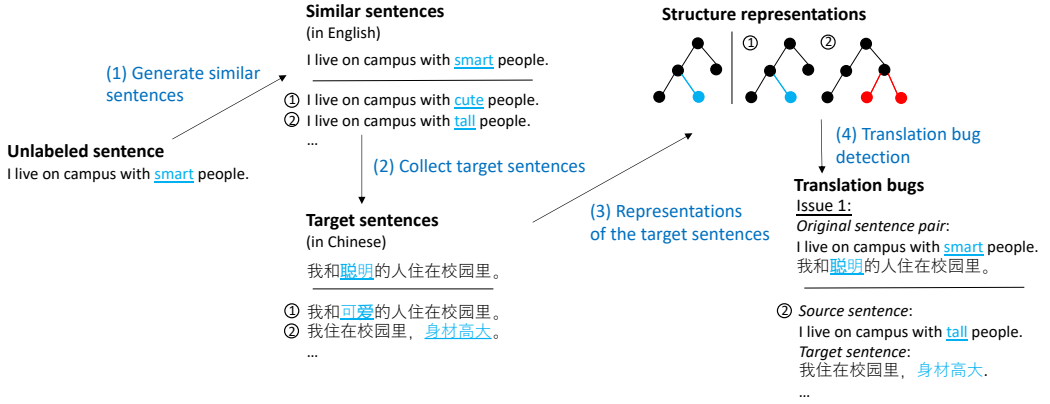 (1) Generate similar
sentences
Unlabeled sentence
I live on campus with smart people.
Similar sentences
(in English)
I live on campus with smart people.
① I live on campus with cute people.
② I live on campus with tall people.
...
(2) Collect target sentences
Target sentences
(in Chinese)
我和聪明的人住在校园里。
① 我和可爱的人住在校园里。
② 我住在校园里，身材高大。
...
(3) Representations
of the target sentences
Structure representations
① ②
(4) Translation bug
detection
Translation bugs
Issue 1:
Original sentence pair:
I live on campus with smart people.
我和聪明的人住在校园里。
② Source sentence:
I live on campus with tall people.
Target sentence:
我住在校园里，身材高大.
...